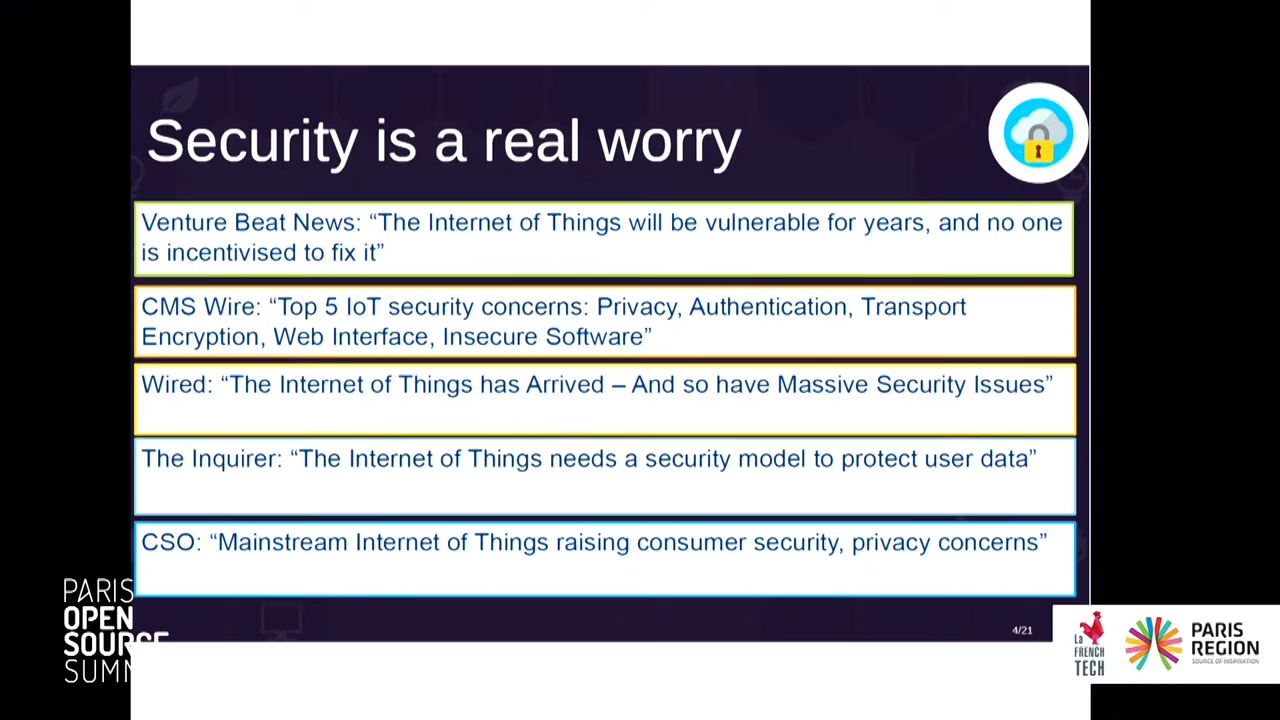 Security is a real worry
Venture Beat News: “The Internet of Things will be vulnerable for years, and no one
is incentivised to fix it”
CMS Wire: “Top 5 IoT security concerns: Privacy, Authentication, Transport
Encryption, Web Interface, Insecure Software”
Wired: “The Internet of Things has Arrived – And so have Massive Security Issues”
The Inquirer: “The Internet of Things needs a security model to protect user data”
CSO: “Mainstream Internet of Things raising consumer security, privacy concerns”
4/21
PARIS
OPEN
SOURCE
SUMM
La
FRENCH
TECH
PARIS
REGION
SOURCE OF INSPIRATION